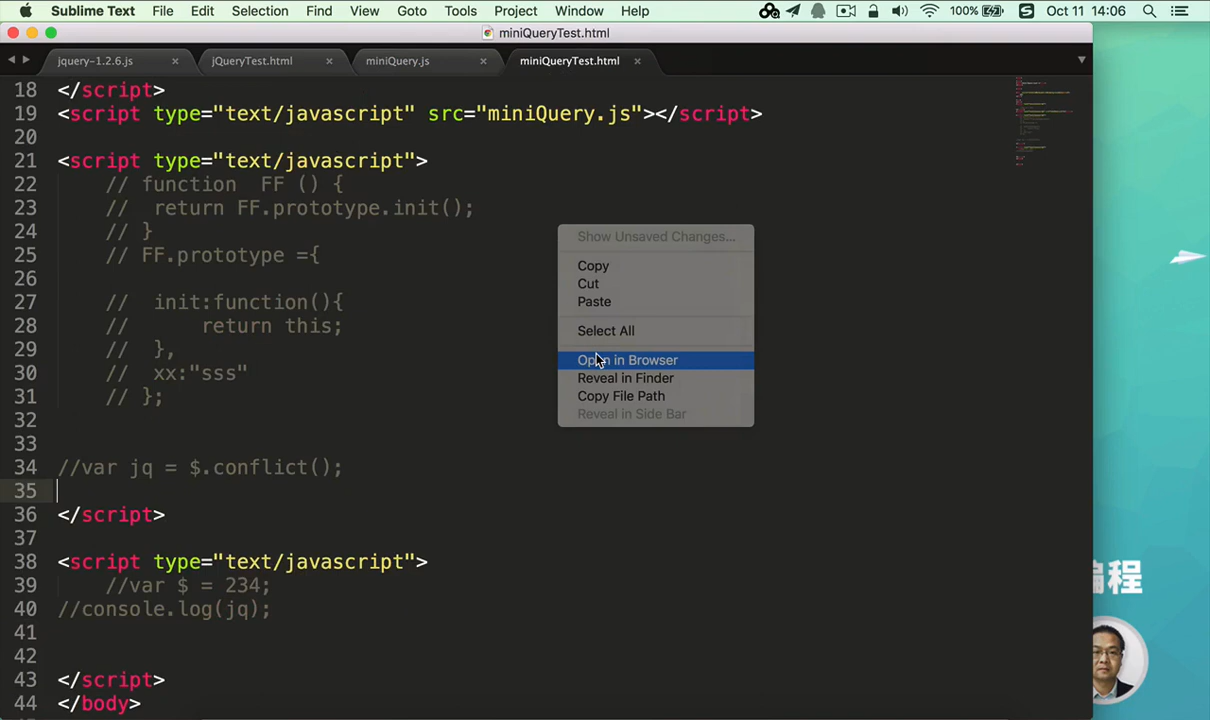 Sublime Text File Edit Selection Find View Goto Tools Project Window Help 100% Oct 11 14:06
miniQueryTest.html
jquery-1.2.6.js jQueryTest.html miniQuery.js miniQueryTest.html
18 </script>
19 <script type="text/javascript" src="miniQuery.js"></script>
20
21 <script type="text/javascript">
22 // function FF () {
23 // return FF.prototype.init();
24 // }
25 // FF.prototype ={
26
27 // init:function(){
28 // return this;
29 // },
30 // xx:"sss"
31 // };
32
33
34 //var jq = $.conflict();
35
36 </script>
37
38 <script type="text/javascript">
39 //var $ = 234;
40 //console.log(jq);
41
42
43 </script>
44 </body>
Show Unsaved Changes...
Copy
Cut
Paste
Select All
Open in Browser
Reveal in Finder
Copy File Path
Reveal in Side Bar
编程